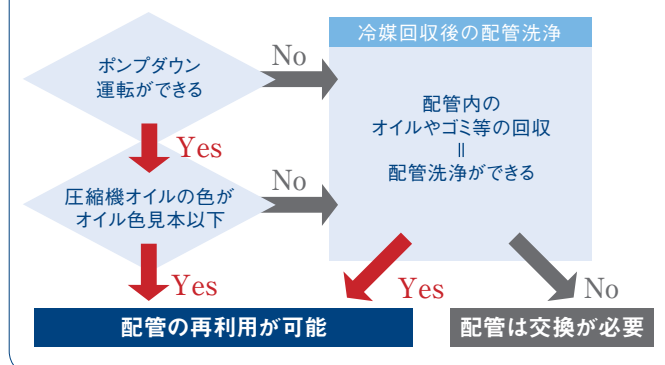 ポンプダウン
運転ができる
No
冷媒回収後の配管洗浄
配管内の
オイルやゴミ等の回収
॥
配管洗浄ができる
Yes
圧縮機オイルの色が
オイル色見本以下
No
Yes
Yes
No
配管の再利用が可能
配管は交換が必要